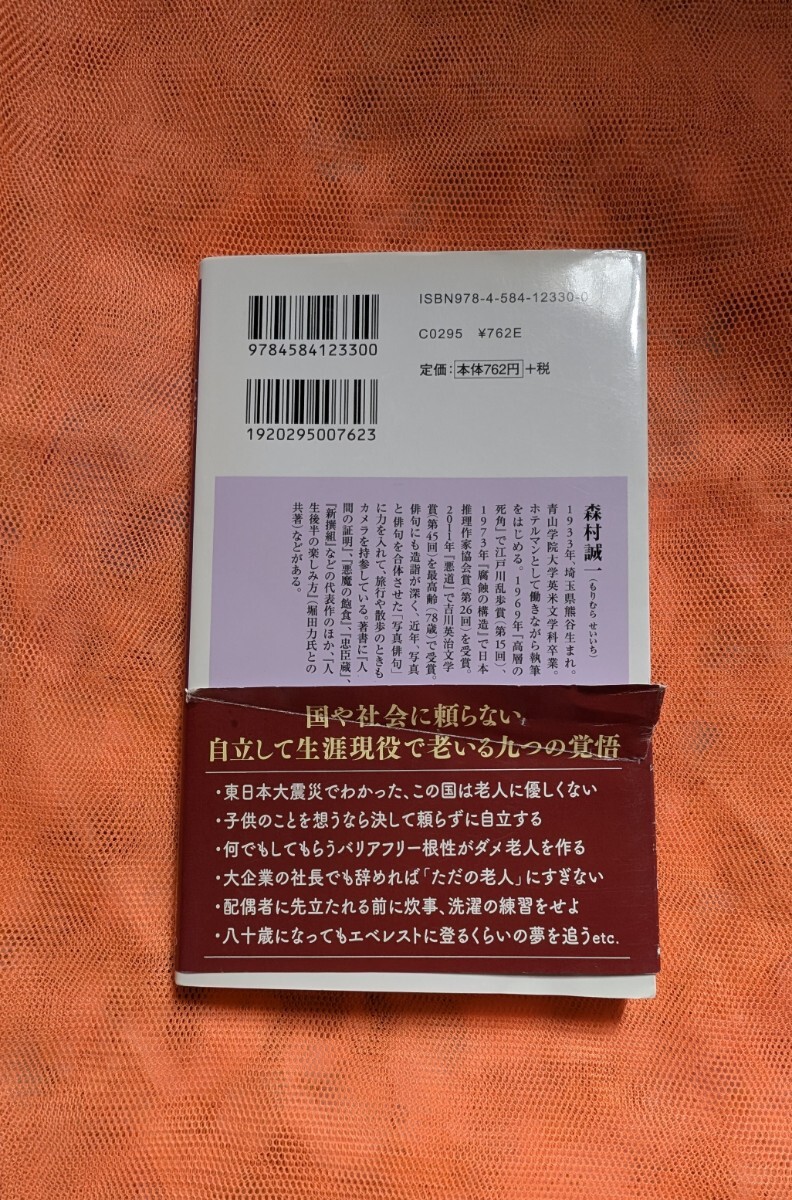 ISBN978-4-584-12330-0
C0295 ¥762E
定価：本体762円+税
9784584123300
1920295007623
森村誠一（もりむら せいいち）
1933年、埼玉県熊谷生まれ。
青山学院大学英米文学科卒業。
ホテルマンとして働きながら執筆
をはじめる。1969年『高層の
死角』で江戸川乱歩賞（第15回）、
1973年『腐蝕の構造』で日本
推理作家協会賞（第26回）を受賞。
2011年『悪道』で吉川英治文学
賞（第45回）を最高齢（78歳）で受賞。
俳句にも造詣が深く、近年、写真
と俳句を合体させた「写真俳句」
に力を入れて、旅行や散歩のときも
カメラを持参している。著書に『人
間の証明』、『悪魔の飽食』、『忠臣蔵』、
『新撰組』などの代表作のほか、『人
生後半の楽しみ方』（堀田力氏との
共著）などがある。
国や社会に頼らない、
自立して生涯現役で老いる九つの覚悟
・東日本大震災でわかった、この国は老人に優しくない
・子供のことを想うなら決して頼らずに自立する
・何でもしてもらうバリアフリー根性がダメ老人を作る
・大企業の社長でも辞めれば「ただの老人」にすぎない
・配偶者に先立たれる前に炊事、洗濯の練習をせよ
・八十歳になってもエベレストに登るくらいの夢を追うetc.